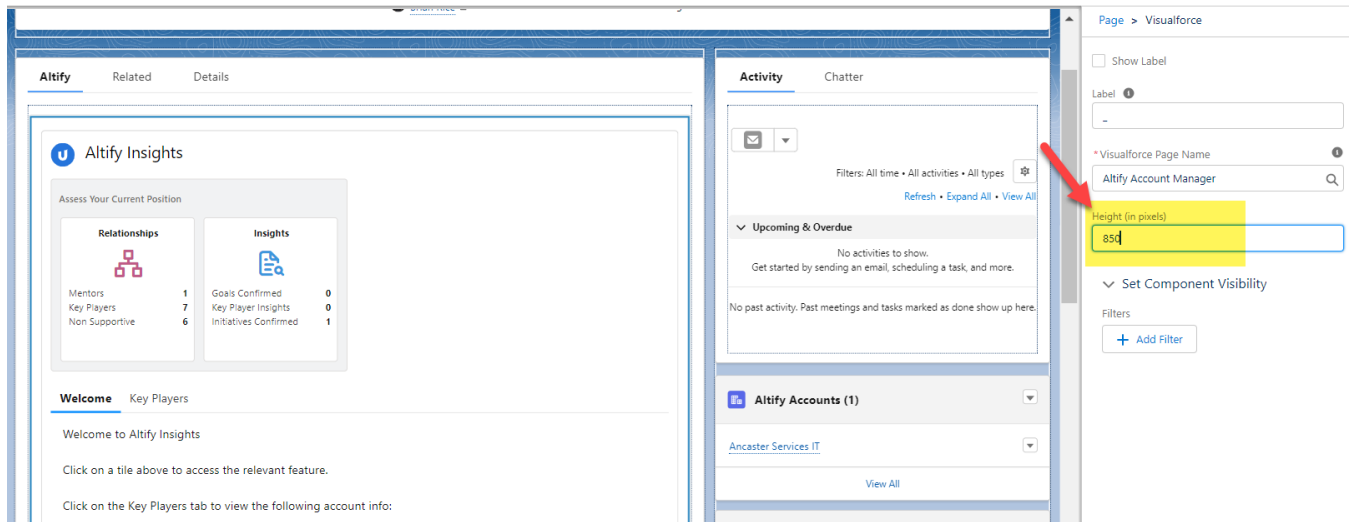 Altify
Related
Details
Altify Insights
Assess Your Current Position
Relationships
Mentors 1
Key Players 7
Non Supportive 6
Insights
Goals Confirmed 0
Key Player Insights 0
Initiatives Confirmed 1
Welcome
Key Players
Welcome to Altify Insights
Click on a tile above to access the relevant feature.
Click on the Key Players tab to view the following account info:
Activity
Chatter
Filters: All time • All activities • All types
Refresh • Expand All • View All
Upcoming & Overdue
No activities to show.
Get started by sending an email, scheduling a task, and more.
No past activity. Past meetings and tasks marked as done show up here.
Altify Accounts (1)
Ancaster Services IT
View All
Page > Visualforce
Show Label
Label
_
*Visualforce Page Name
Altify Account Manager
Height (in pixels)
850
Set Component Visibility
Filters
+ Add Filter